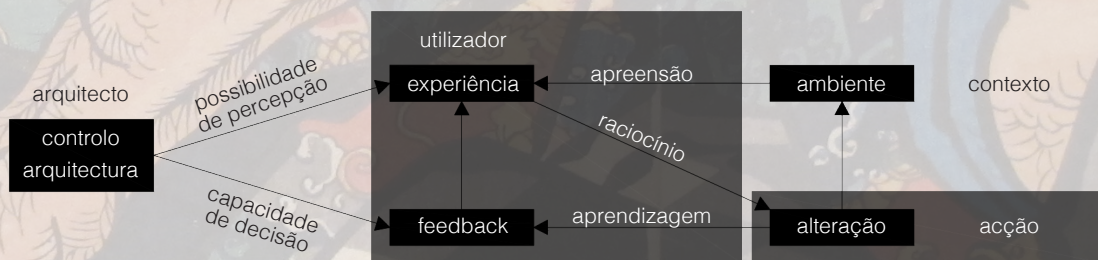 utilizador
experiência
apreensão
ambiente
contexto
arquitecto
controlo
arquitectura
possibilidade
de percepção
raciocínio
capacidade
de decisão
feedback
aprendizagem
alteração
acção